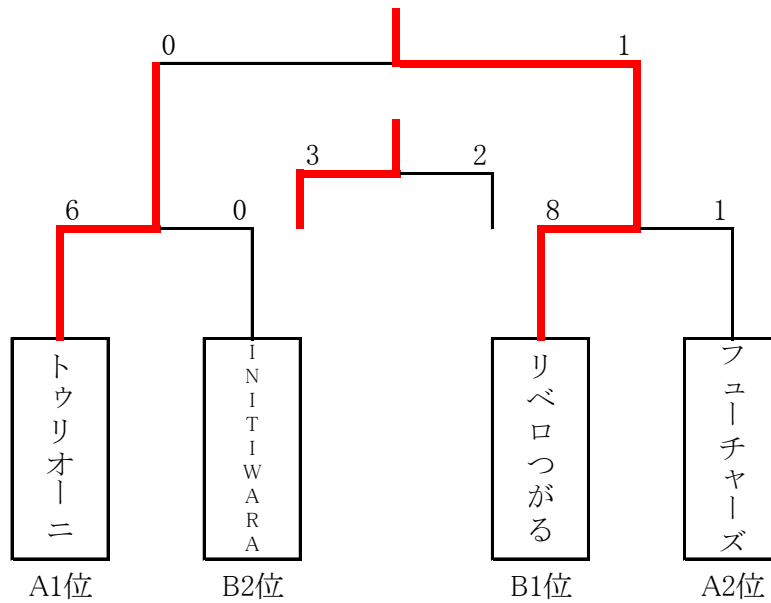 0 1
3 2
6 0 8 1
トゥリオーニ
INITIWARA
リベロつがる
フューチャーズ
A1位 B2位 B1位 A2位